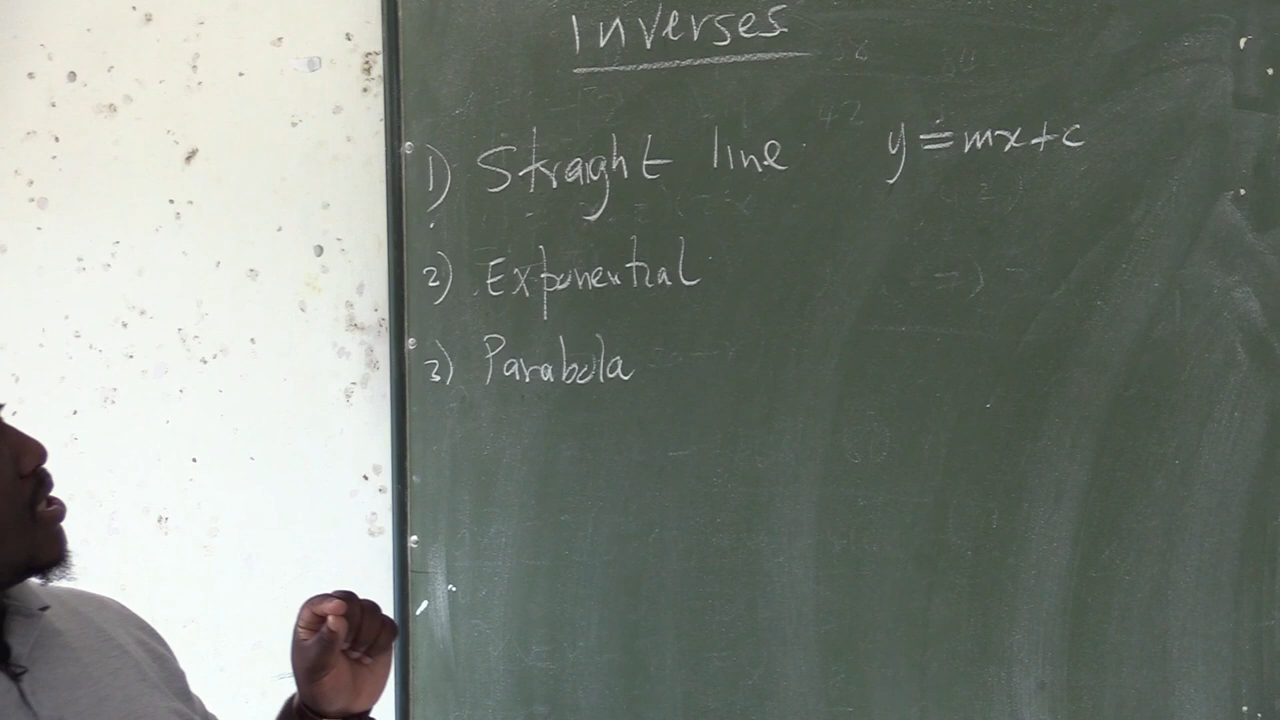 Inverses
1) Straight line y=mx+c
2) Exponential
3) Parabola